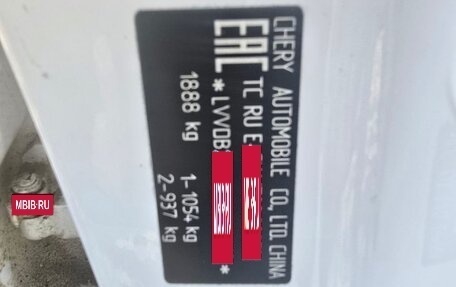 CHERY AUTOMOBILE CO, LTD. CHINA
EAC TC RU E
*LVVDB *
1888 kg 1-1054 kg
2-937 kg
MBIB.RU